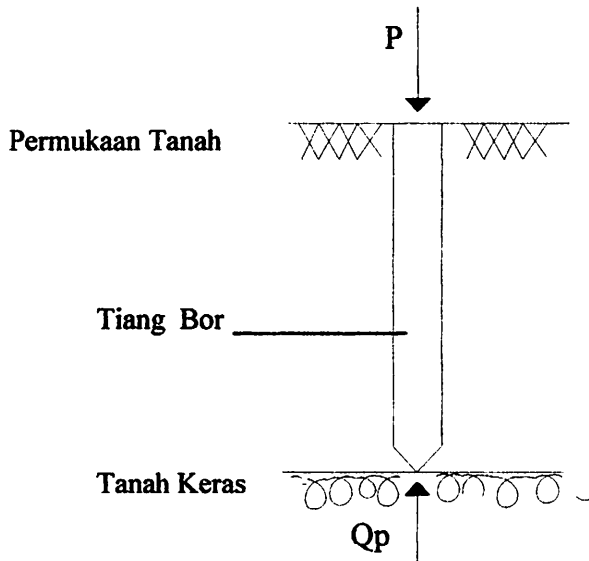 P
Permukaan Tanah
Tiang Bor
Tanah Keras
Qp